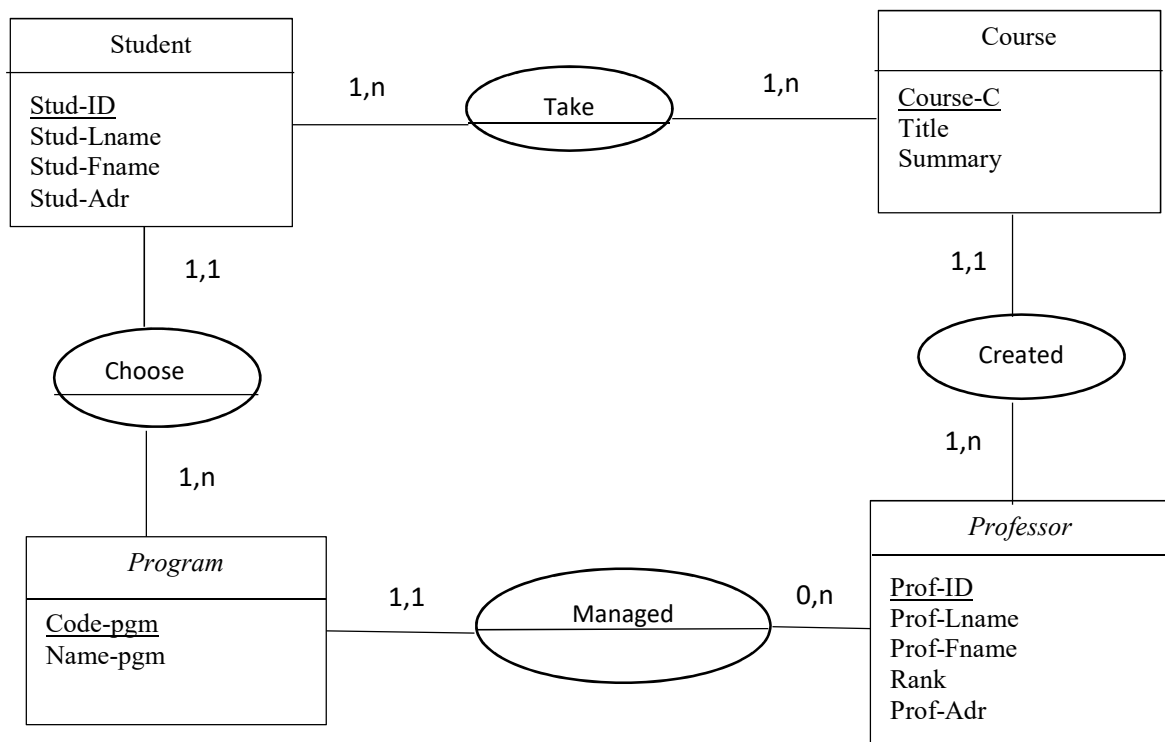 Student
Stud-ID
Stud-Lname
Stud-Fname
Stud-Adr
1,n
Take
1,n
Course
Course-C
Title
Summary
1,1
1,1
Choose
Created
1,n
1,n
Program
Code-pgm
Name-pgm
1,1
Managed
0,n
Professor
Prof-ID
Prof-Lname
Prof-Fname
Rank
Prof-Adr